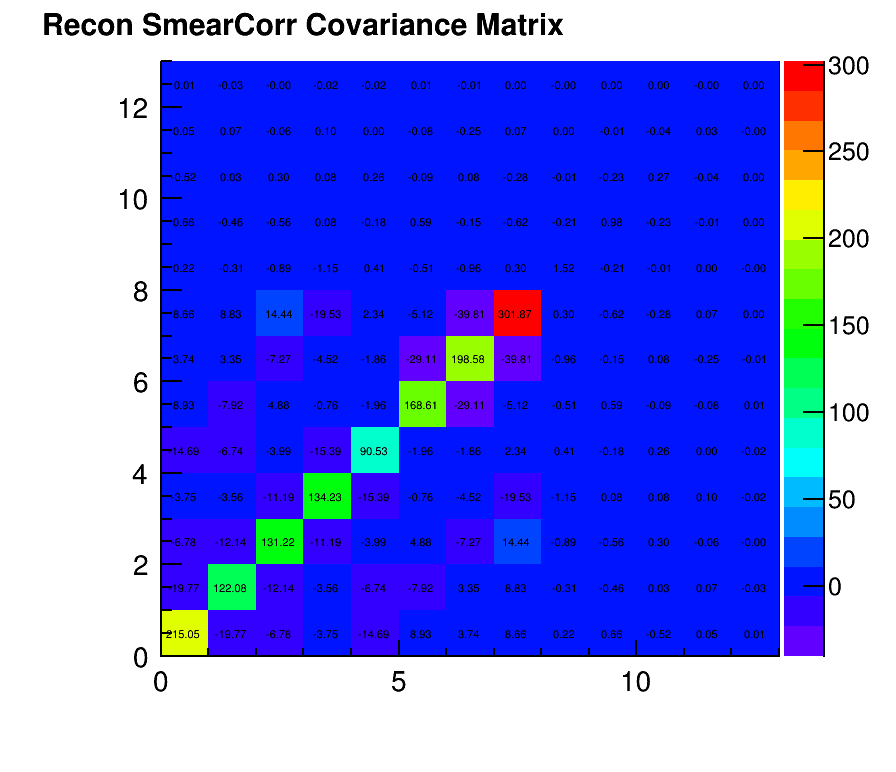 Recon SmearCorr Covariance Matrix
300
0.01 -0.03 -0.00 -0.02 -0.02 0.01 -0.01 0.00 -0.00 0.00 0.00 -0.00 0.00
12
0.05 0.07 -0.06 0.10 0.00 -0.08 -0.25 0.07 0.00 -0.01 -0.04 0.03 -0.00
250
-0.52 0.03 0.30 0.08 0.26 -0.09 0.08 -0.28 -0.01 -0.23 0.27 -0.04 0.00
10
0.66 -0.46 -0.56 0.08 -0.18 0.59 -0.15 -0.62 -0.21 0.98 -0.23 -0.01 0.00
200
0.22 -0.31 -0.89 -1.15 0.41 -0.51 -0.96 0.30 1.52 -0.21 -0.01 0.00 -0.00
8
8.66 8.83 14.44 -19.53 2.34 -5.12 -39.81 301.87 0.30 -0.62 -0.28 0.07 0.00
150
3.74 3.35 -7.27 -4.52 -1.86 -29.11 198.58 -39.81 -0.96 -0.15 0.08 -0.25 -0.01
6
8.93 -7.92 4.88 -0.76 -1.96 168.61 -29.11 -5.12 -0.51 0.59 -0.09 -0.08 0.01
100
-14.69 -6.74 -3.99 -15.39 90.53 -1.96 -1.86 2.34 0.41 -0.18 0.26 0.00 -0.02
4
-3.75 -3.56 -11.19 134.23 -15.39 -0.76 -4.52 -19.53 -1.15 0.08 0.08 0.10 -0.02
50
-6.78 -12.14 131.22 -11.19 -3.99 4.88 -7.27 14.44 -0.89 -0.56 0.30 -0.06 -0.00
2
-19.77 122.08 -12.14 -3.56 -6.74 -7.92 3.35 8.83 -0.31 -0.46 0.03 0.07 -0.03
0
215.05 -19.77 -6.78 -3.75 -14.69 8.93 3.74 8.66 0.22 0.66 -0.52 0.05 0.01
0
0 5 10